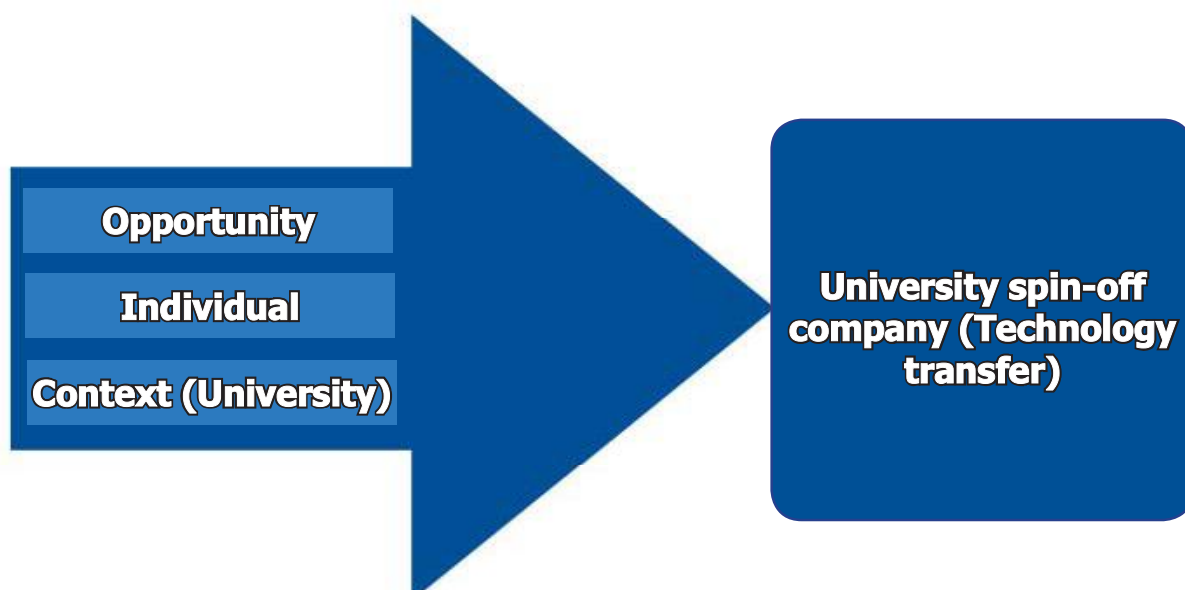 Opportunity
Individual
Context (University)
University spin-off
company (Technology
transfer)